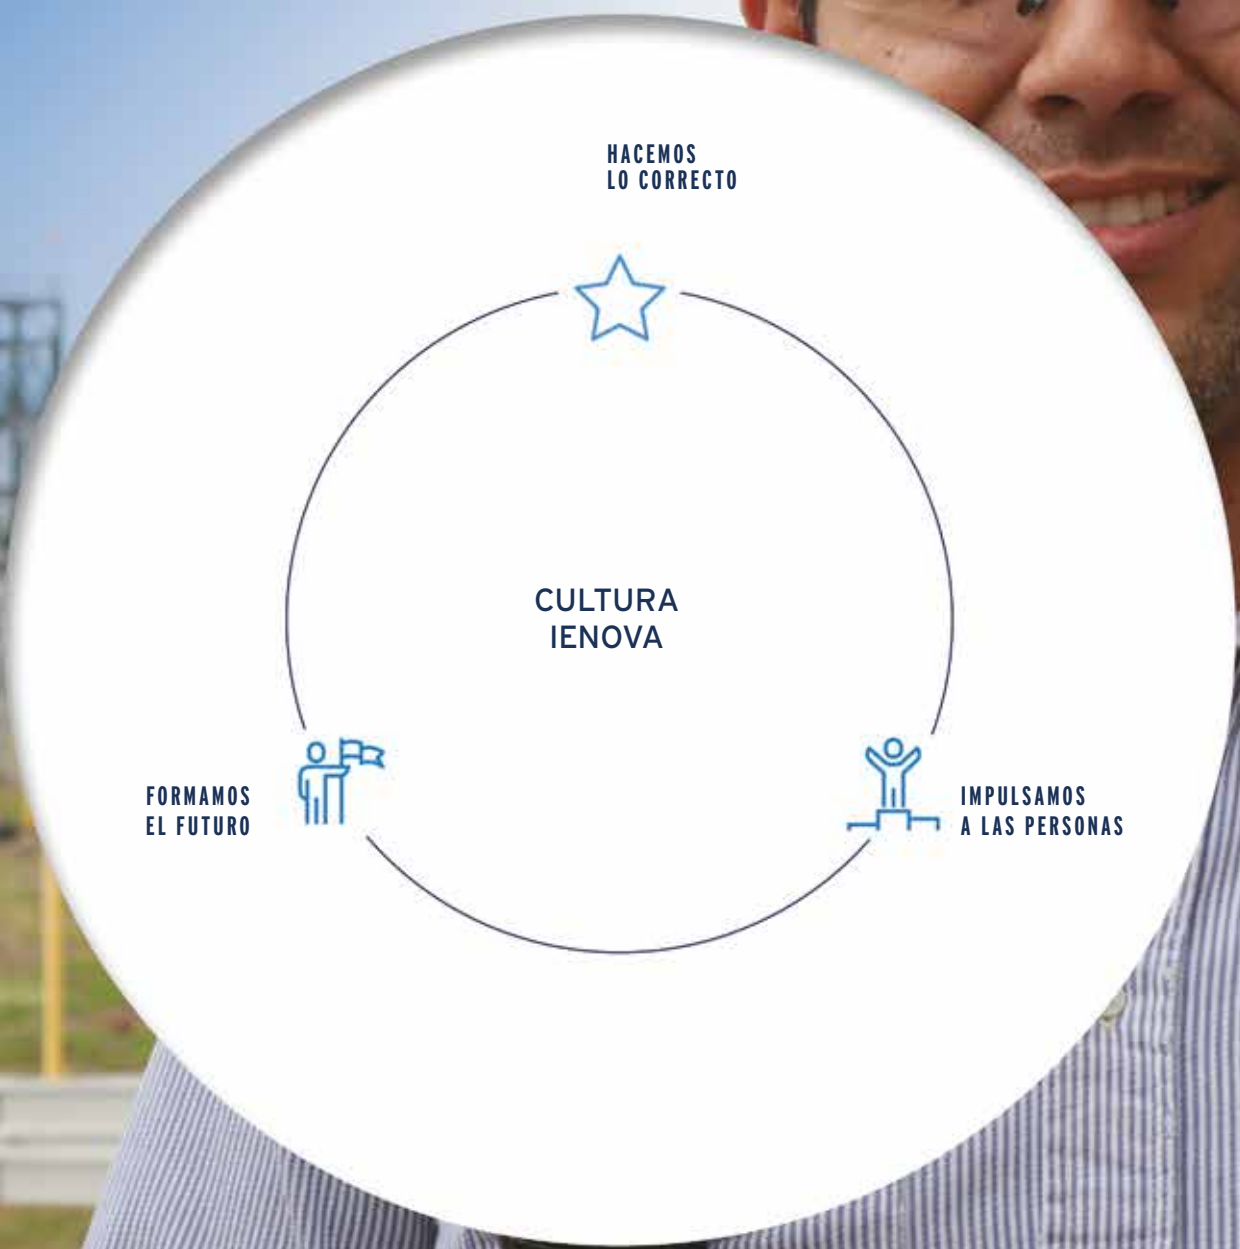 HACEMOS
LO CORRECTO
CULTURA
IENOVA
FORMAMOS
EL FUTURO
IMPULSAMOS
A LAS PERSONAS